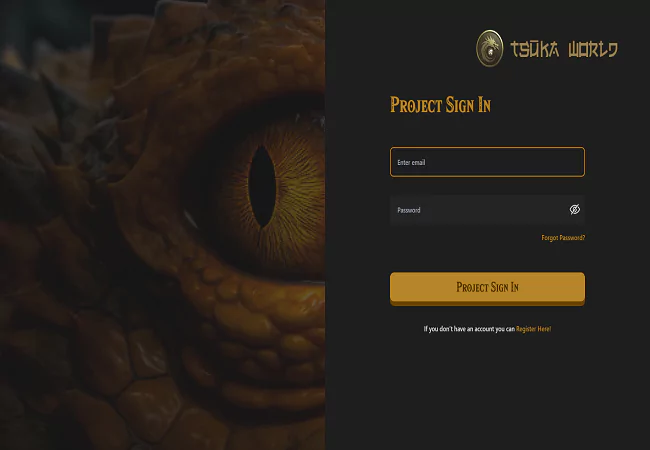 TSŪKA WORLD
Project Sign In
Enter email
Password
Forgot Password?
Project Sign In
If you don't have an account you can Register Here!